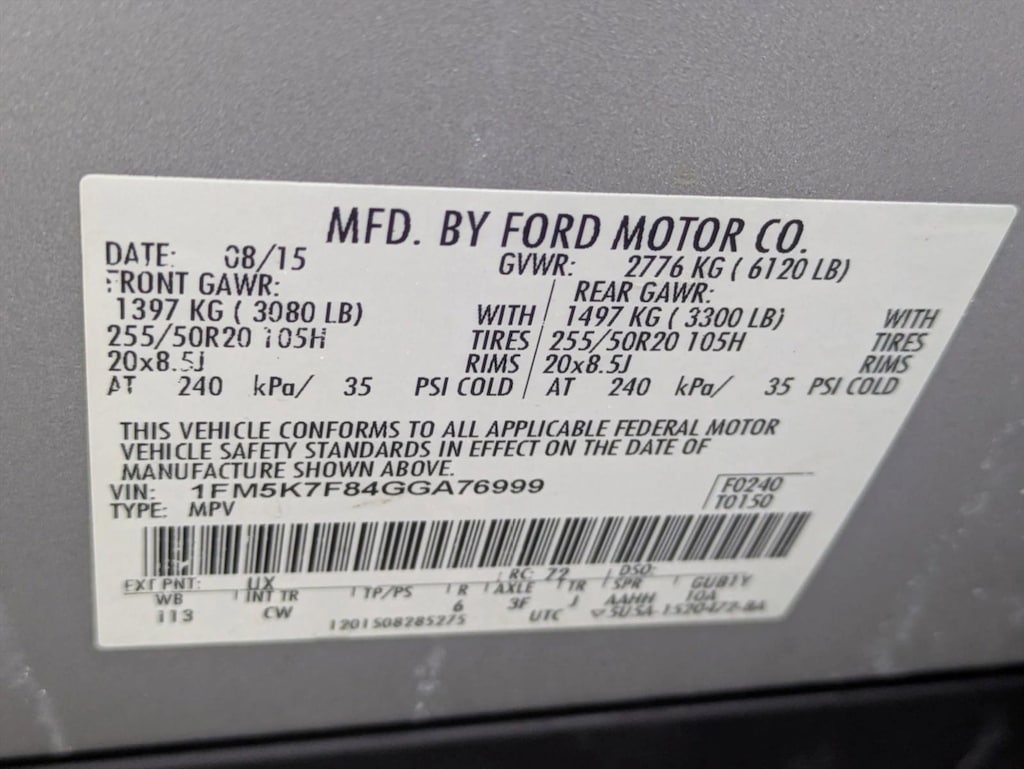 MFD. BY FORD MOTOR CO.
DATE: 08/15 GVWR: 2776 KG ( 6120 LB)
FRONT GAWR: REAR GAWR:
1397 KG ( 3080 LB) WITH / 1497 KG ( 3300 LB) WITH
255/50R20 105H TIRES 255/50R20 105H TIRES
20x8.5J RIMS 20x8.5J RIMS
AT 240 kPa/ 35 PSI COLD / AT 240 kPa/ 35 PSI COLD
THIS VEHICLE CONFORMS TO ALL APPLICABLE FEDERAL MOTOR
VEHICLE SAFETY STANDARDS IN EFFECT ON THE DATE OF
MANUFACTURE SHOWN ABOVE.
VIN: 1FM5K7F84GGA76999 F0240
TYPE: MPV T0150
EXT PNT: UX RC: 72 DSO:
WB INT TR TP/PS R AXLE TR SPR
113 CW 6 3F J AAHH
UTC